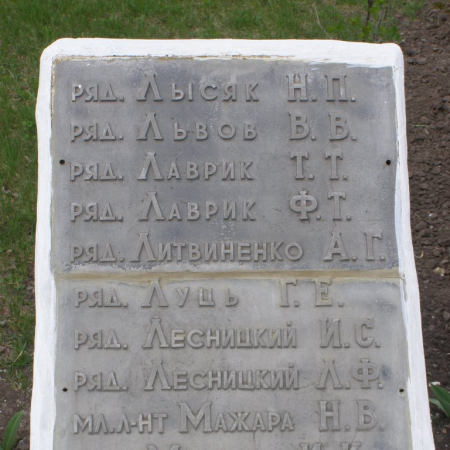 ряд. Лысяк Н.П.
ряд. Львов В.В.
ряд. Лаврик Т.Т.
ряд. Лаврик Ф.Т.
ряд. Литвиненко А.Г.
ряд. Луць Г.Е.
ряд. Лесницкий И.С.
ряд. Лесницкий Л.Ф.
мл.л-нт Мажара Н.В.